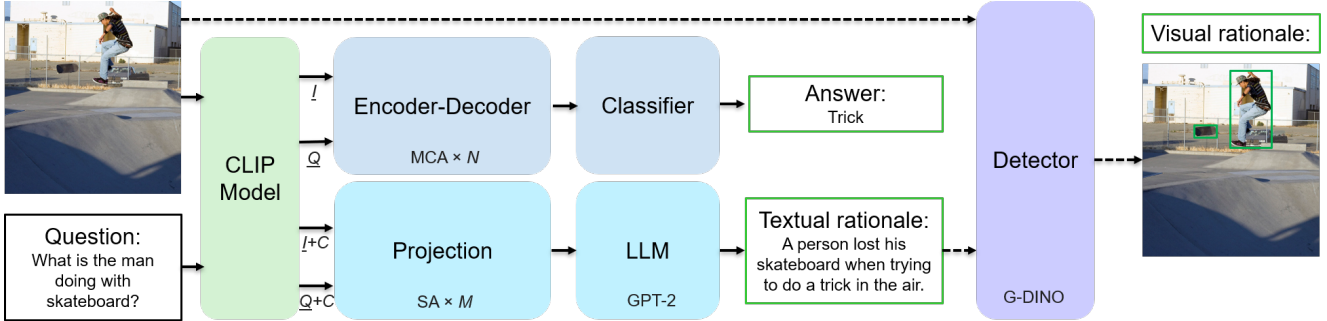 Question:
What is the man
doing with
skateboard?
CLIP
Model
I
Q
I+C
Q+C
Encoder-Decoder
MCA × N
Classifier
Answer:
Trick
Projection
SA × M
LLM
GPT-2
Textual rationale:
A person lost his
skateboard when trying
to do a trick in the air.
Detector
G-DINO
Visual rationale: